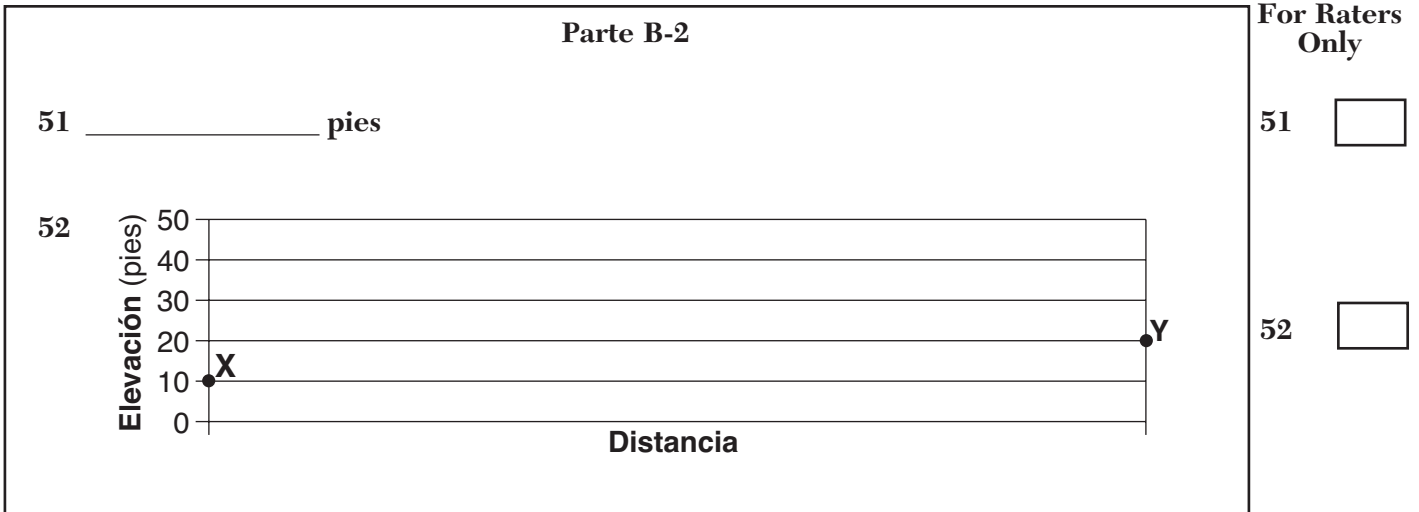 For Raters
Only
Parte B-2
51 ________________ pies
51
52
Elevación (pies)
50
40
30
20
10
0
X
Y
Distancia
52